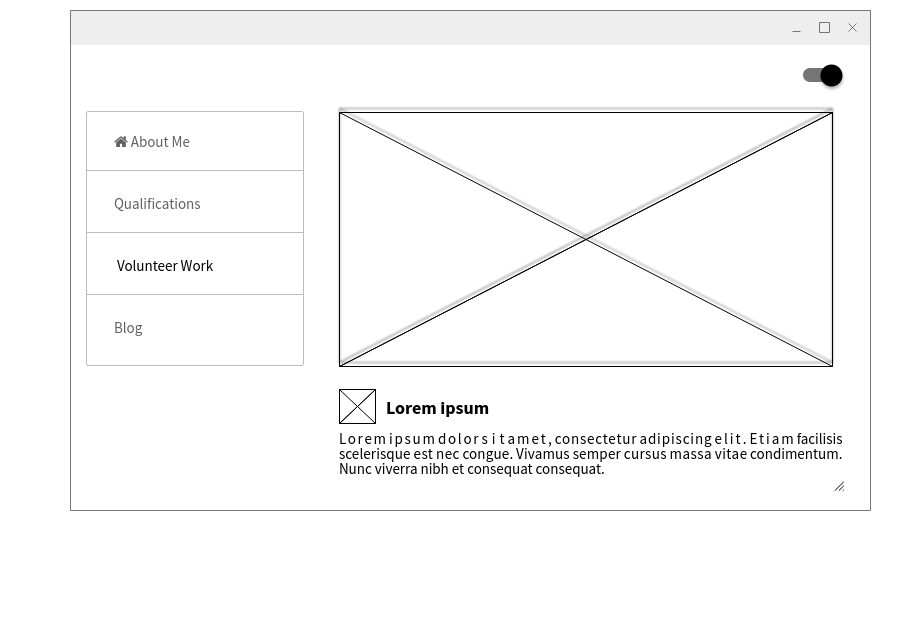 About Me
Qualifications
Volunteer Work
Blog
Lorem ipsum
Lorem ipsum dolor sit amet, consectetur adipiscing elit. Etiam facilisis
scelerisque est nec congue. Vivamus semper cursus massa vitae condimentum.
Nunc viverra nibh et consequat consequat.